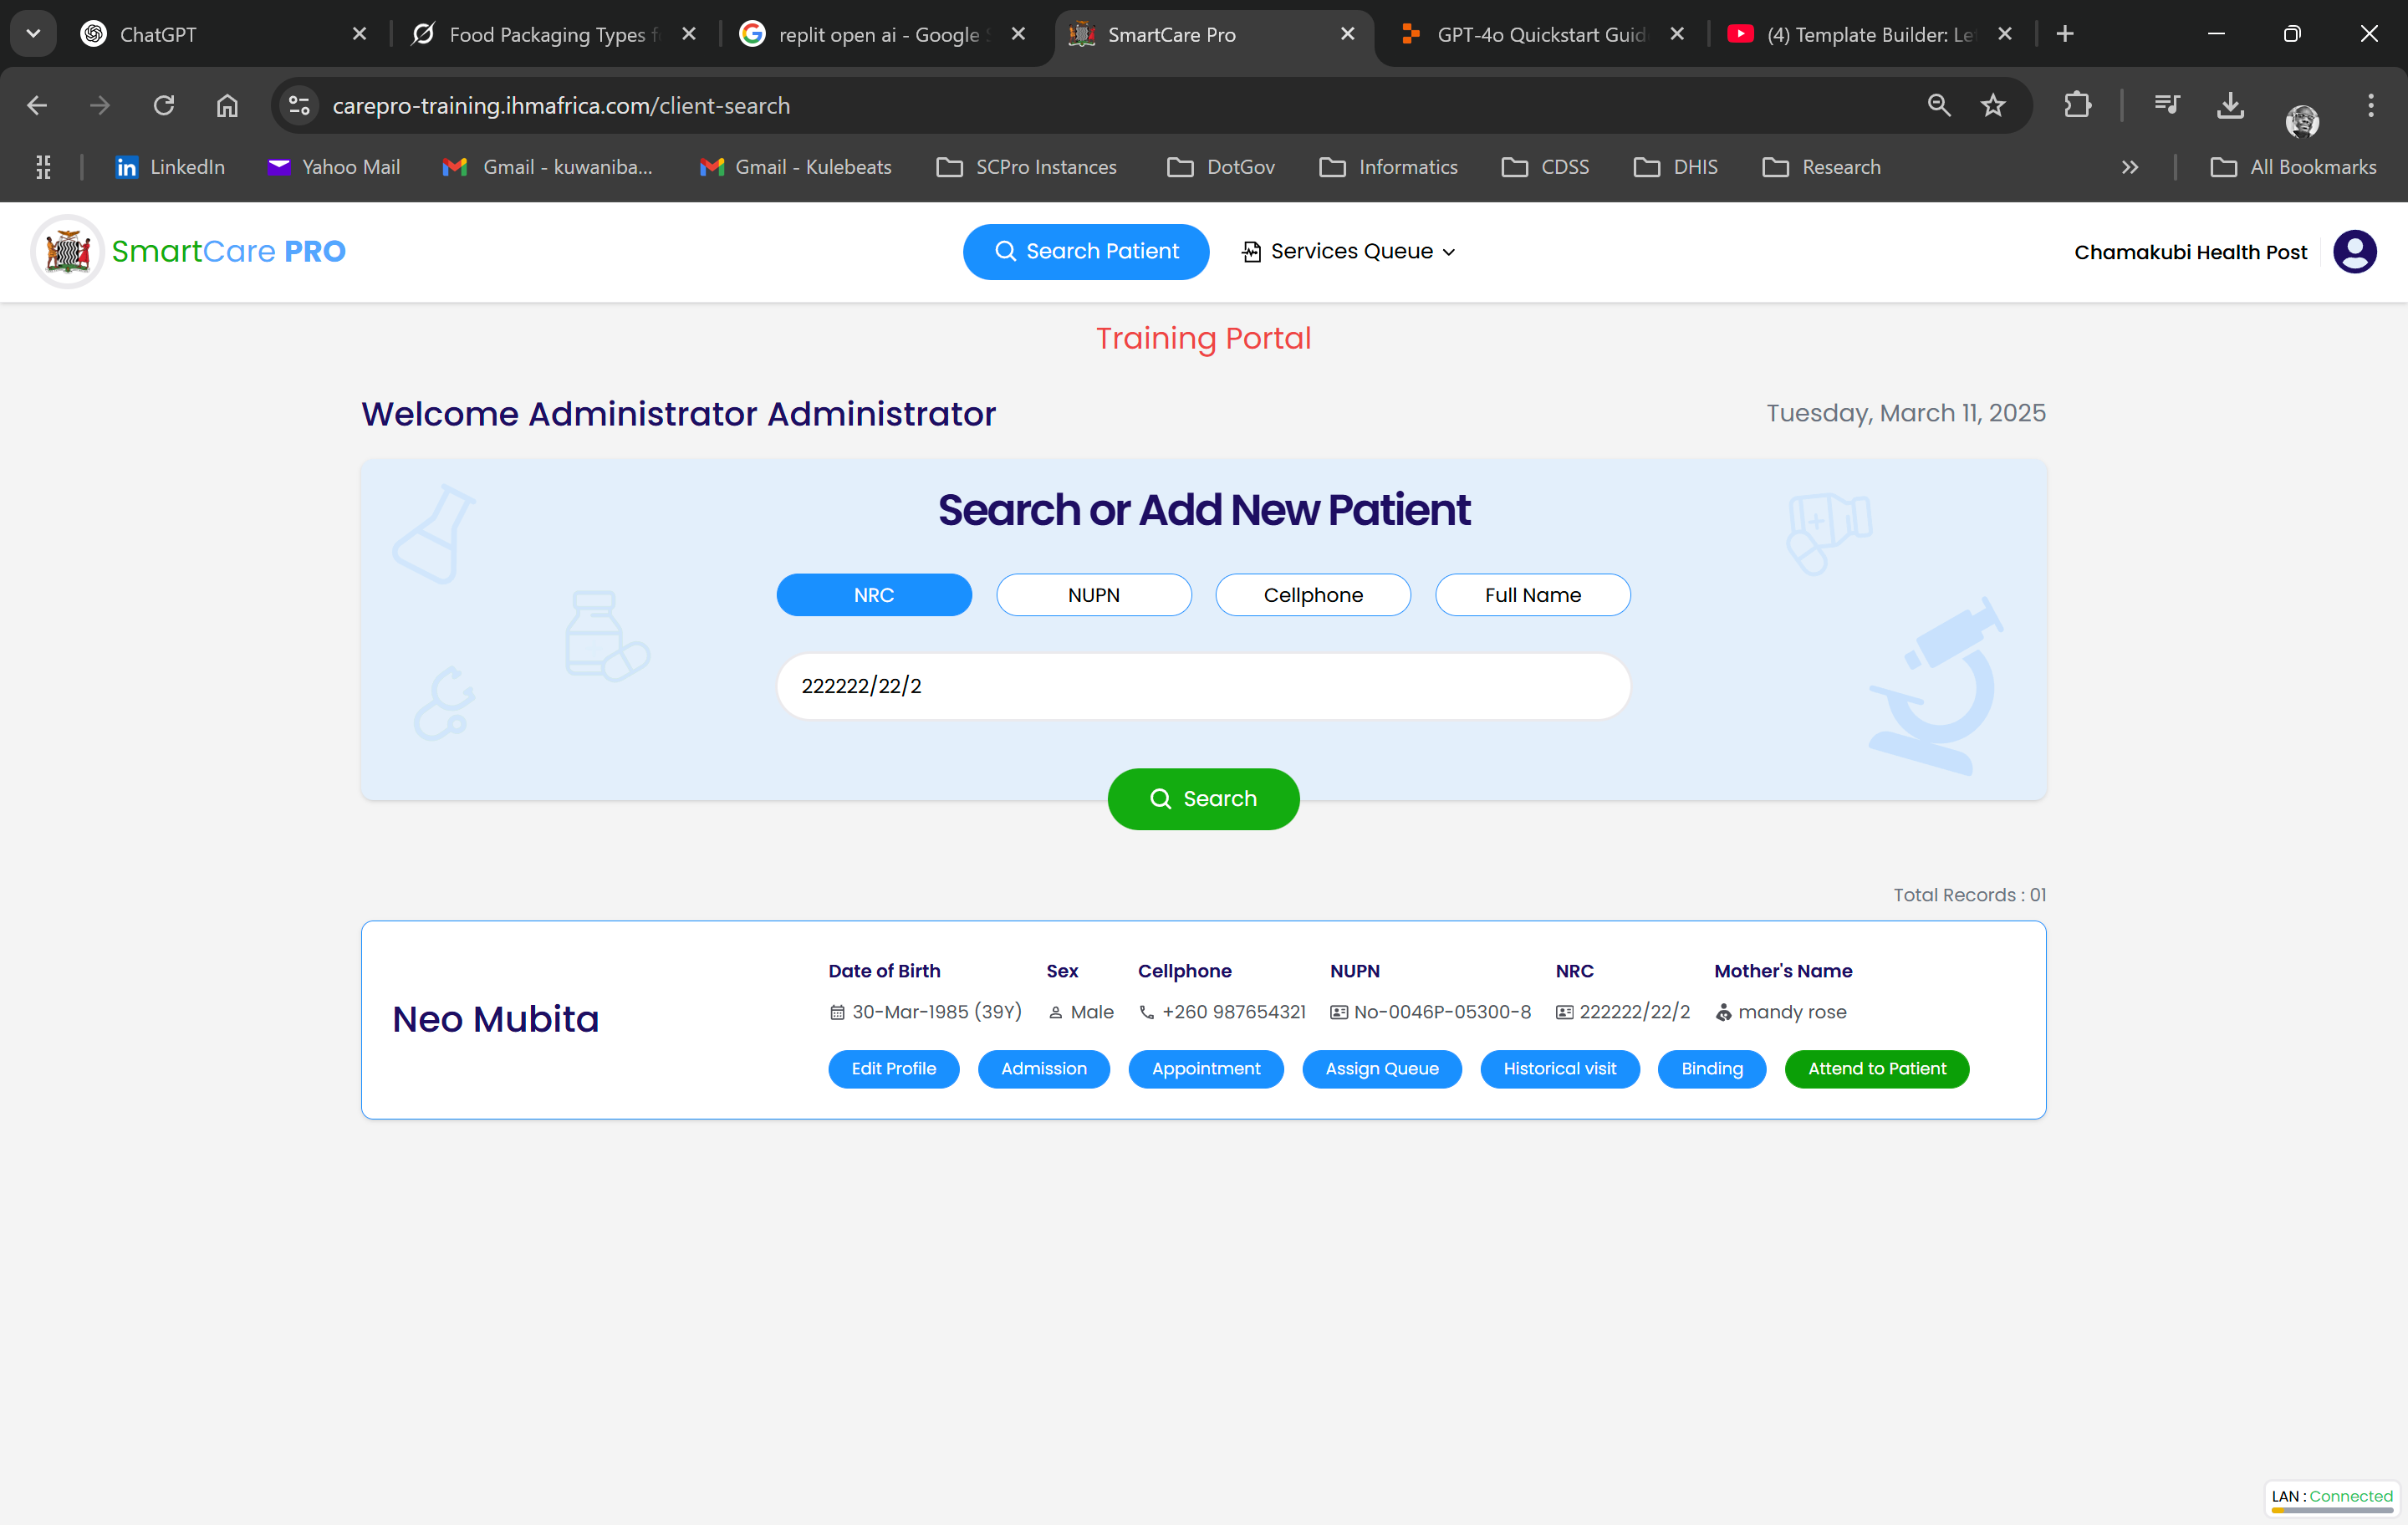 ChatGPT
Food Packaging Types f
replit open ai - Google S
SmartCare Pro
GPT-4o Quickstart Guid
(4) Template Builder: Le
carepro-training.ihmafrica.com/client-search
LinkedIn
Yahoo Mail
Gmail - kuwaniba...
Gmail - Kulebeats
SCPro Instances
DotGov
Informatics
CDSS
DHIS
Research
All Bookmarks
SmartCare PRO
Search Patient
Services Queue
Chamakubi Health Post
Training Portal
Welcome Administrator Administrator
Tuesday, March 11, 2025
Search or Add New Patient
NRC
NUPN
Cellphone
Full Name
222222/22/2
Search
Total Records : 01
Neo Mubita
Date of Birth
Sex
Cellphone
NUPN
NRC
Mother's Name
30-Mar-1985 (39Y)
Male
+260 987654321
No-0046P-05300-8
222222/22/2
mandy rose
Edit Profile
Admission
Appointment
Assign Queue
Historical visit
Binding
Attend to Patient
LAN : Connected